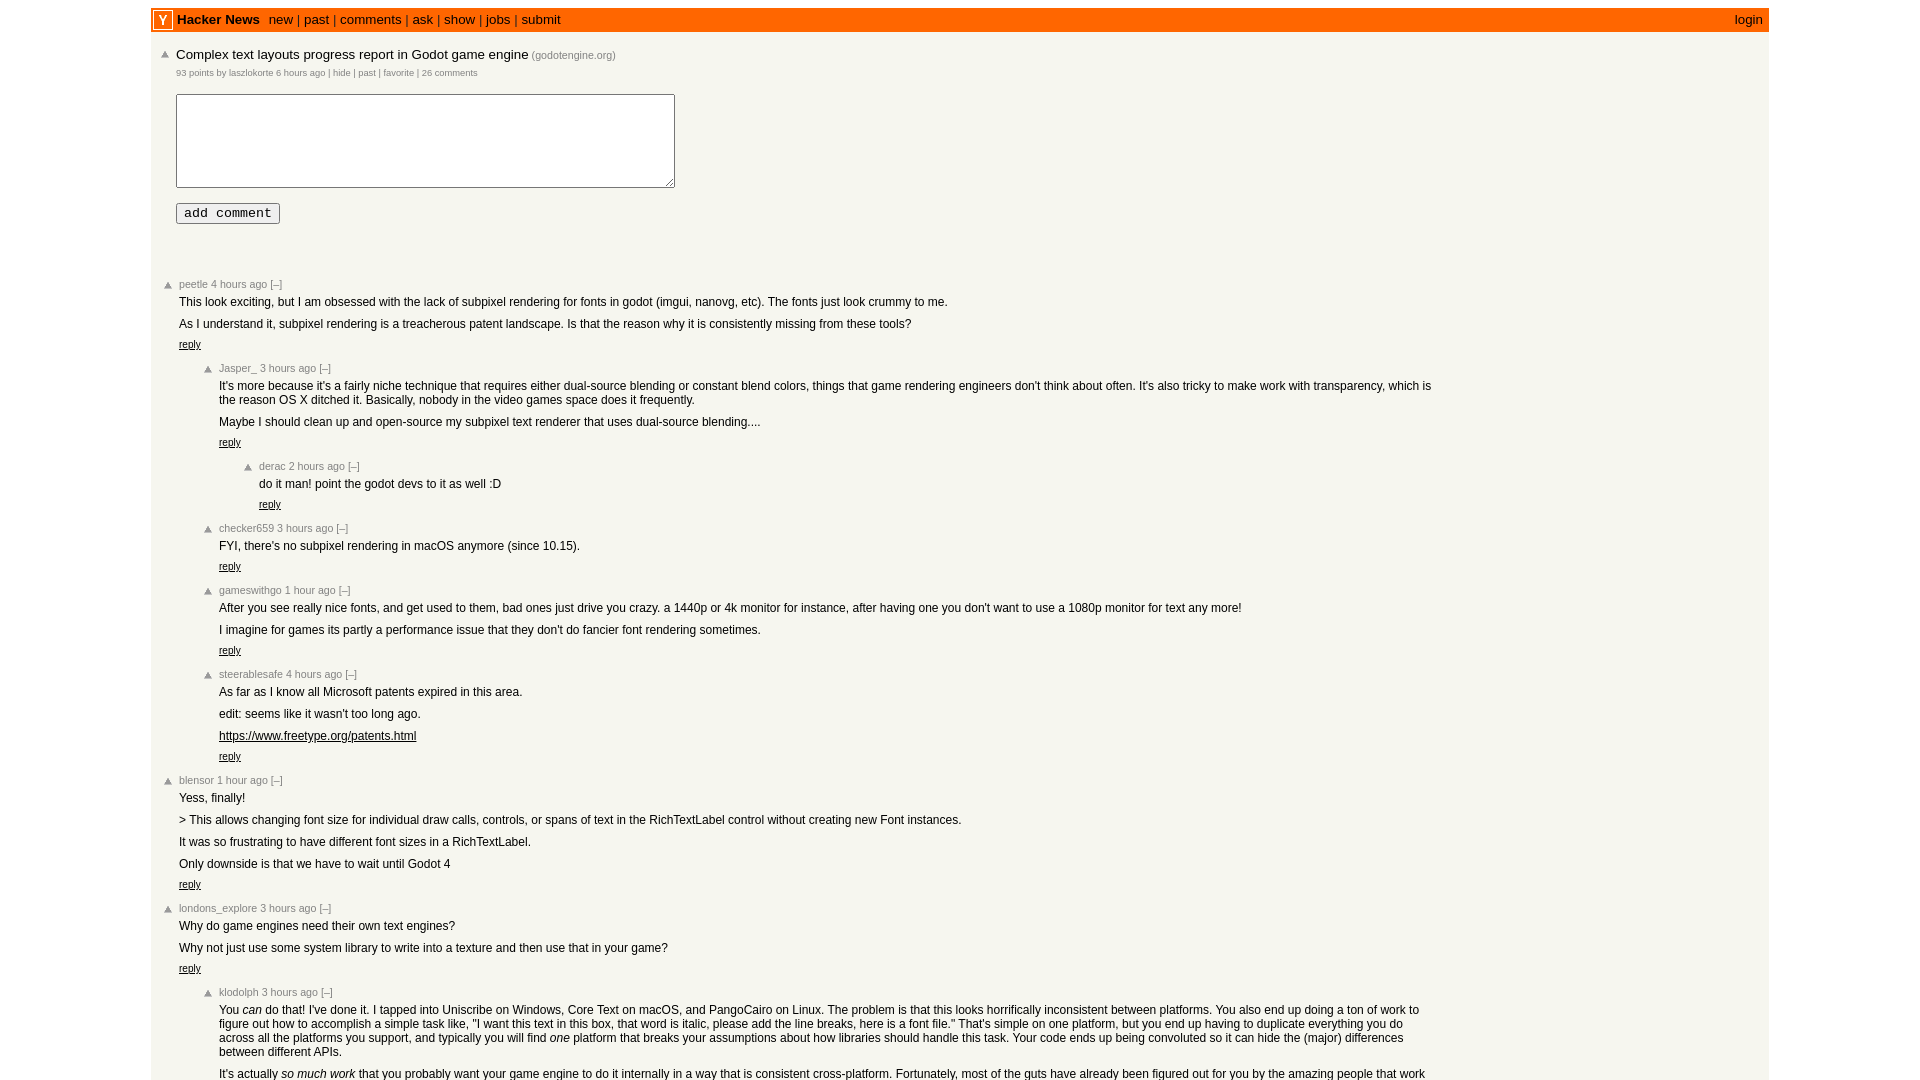 Y Hacker News new | past | comments | ask | show | jobs | submit login
Complex text layouts progress report in Godot game engine (godotengine.org)
93 points by laszlokorte 6 hours ago | hide | past | favorite | 26 comments
add comment
peetle 4 hours ago [–]
This look exciting, but I am obsessed with the lack of subpixel rendering for fonts in godot (imgui, nanovg, etc). The fonts just look crummy to me.
As I understand it, subpixel rendering is a treacherous patent landscape. Is that the reason why it is consistently missing from these tools?
reply
Jasper_ 3 hours ago [–]
It's more because it's a fairly niche technique that requires either dual-source blending or constant blend colors, things that game rendering engineers don't think about often. It's also tricky to make work with transparency, which is
the reason OS X ditched it. Basically, nobody in the video games space does it frequently.
Maybe I should clean up and open-source my subpixel text renderer that uses dual-source blending....
reply
derac 2 hours ago [–]
do it man! point the godot devs to it as well :D
reply
checker659 3 hours ago [–]
FYI, there's no subpixel rendering in macOS anymore (since 10.15).
reply
gameswithgo 1 hour ago [–]
After you see really nice fonts, and get used to them, bad ones just drive you crazy. a 1440p or 4k monitor for instance, after having one you don't want to use a 1080p monitor for text any more!
I imagine for games its partly a performance issue that they don't do fancier font rendering sometimes.
reply
steerablesafe 4 hours ago [–]
As far as I know all Microsoft patents expired in this area.
edit: seems like it wasn't too long ago.
https://www.freetype.org/patents.html
reply
blensor 1 hour ago [–]
Yess, finally!
> This allows changing font size for individual draw calls, controls, or spans of text in the RichTextLabel control without creating new Font instances.
It was so frustrating to have different font sizes in a RichTextLabel.
Only downside is that we have to wait until Godot 4
reply
londons_explore 3 hours ago [–]
Why do game engines need their own text engines?
Why not just use some system library to write into a texture and then use that in your game?
reply
klodolph 3 hours ago [–]
You can do that! I've done it. I tapped into Uniscribe on Windows, Core Text on macOS, and PangoCairo on Linux. The problem is that this looks horrifically inconsistent between platforms. You also end up doing a ton of work to
figure out how to accomplish a simple task like, "I want this text in this box, that word is italic, please add the line breaks, here is a font file." That's simple on one platform, but you end up having to duplicate everything you do
across all the platforms you support, and typically you will find one platform that breaks your assumptions about how libraries should handle this task. Your code ends up being convoluted so it can hide the (major) differences
between different APIs.
It's actually so much work that you probably want your game engine to do it internally in a way that is consistent cross-platform. Fortunately, most of the guts have already been figured out for you by the amazing people that work